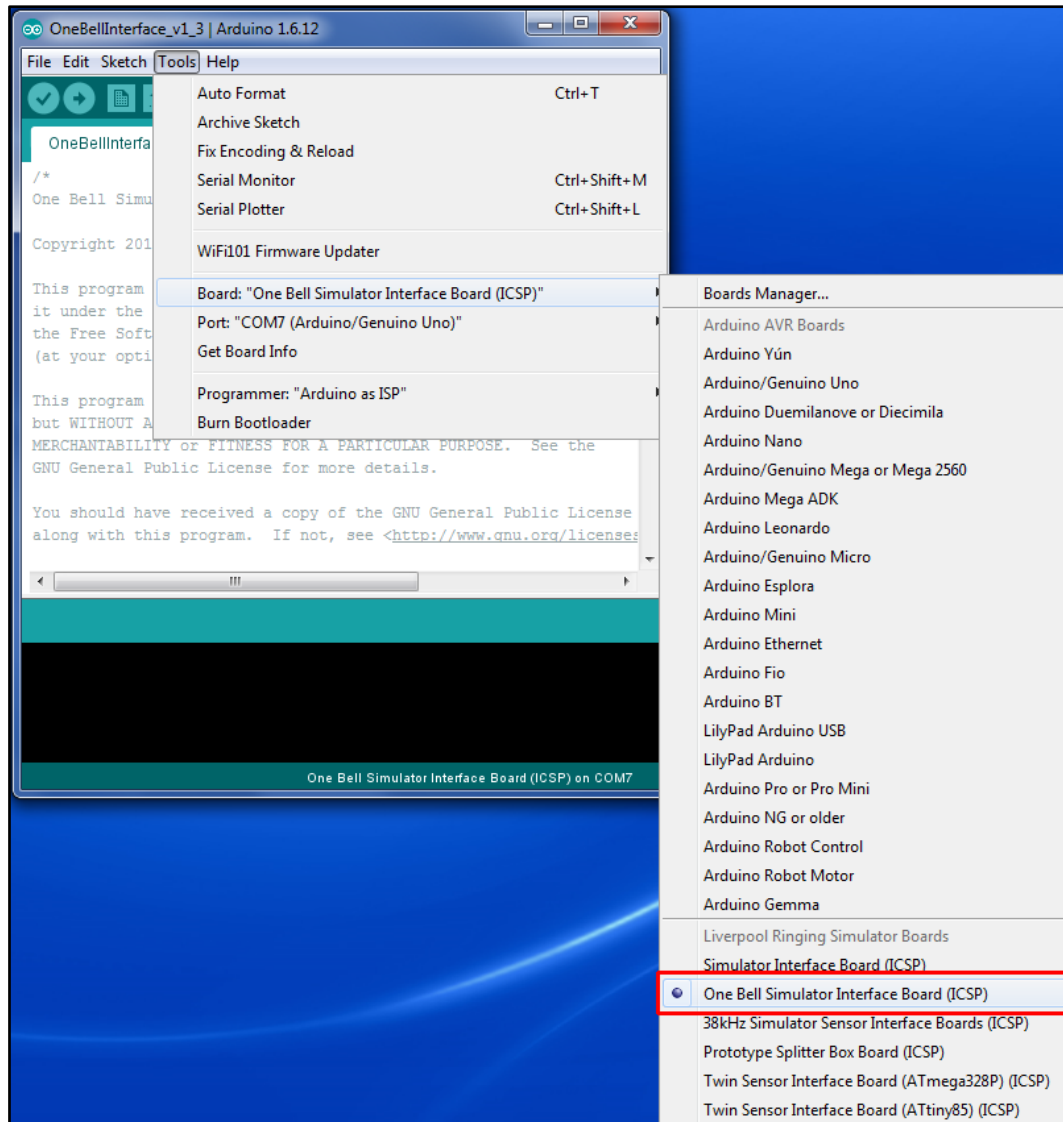 OneBellInterface_v1_3 | Arduino 1.6.12
File Edit Sketch Tools Help
OneBellInterfa
Auto Format Ctrl+T
Archive Sketch
Fix Encoding & Reload
Serial Monitor Ctrl+Shift+M
Serial Plotter Ctrl+Shift+L
WiFi101 Firmware Updater
Board: "One Bell Simulator Interface Board (ICSP)"
Port: "COM7 (Arduino/Genuino Uno)"
Get Board Info
Programmer: "Arduino as ISP"
Burn Bootloader
/*
One Bell Simu
Copyright 201
This program
it under the
the Free Soft
(at your opti
This program
but WITHOUT A
MERCHANTABILITY or FITNESS FOR A PARTICULAR PURPOSE. See the
GNU General Public License for more details.
You should have received a copy of the GNU General Public License
along with this program. If not, see <http://www.gnu.org/licenses
One Bell Simulator Interface Board (ICSP) on COM7
Boards Manager...
Arduino AVR Boards
Arduino Yún
Arduino/Genuino Uno
Arduino Duemilanove or Diecimila
Arduino Nano
Arduino/Genuino Mega or Mega 2560
Arduino Mega ADK
Arduino Leonardo
Arduino/Genuino Micro
Arduino Esplora
Arduino Mini
Arduino Ethernet
Arduino Fio
Arduino BT
LilyPad Arduino USB
LilyPad Arduino
Arduino Pro or Pro Mini
Arduino NG or older
Arduino Robot Control
Arduino Robot Motor
Arduino Gemma
Liverpool Ringing Simulator Boards
Simulator Interface Board (ICSP)
One Bell Simulator Interface Board (ICSP)
38kHz Simulator Sensor Interface Boards (ICSP)
Prototype Splitter Box Board (ICSP)
Twin Sensor Interface Board (ATmega328P) (ICSP)
Twin Sensor Interface Board (ATtiny85) (ICSP)